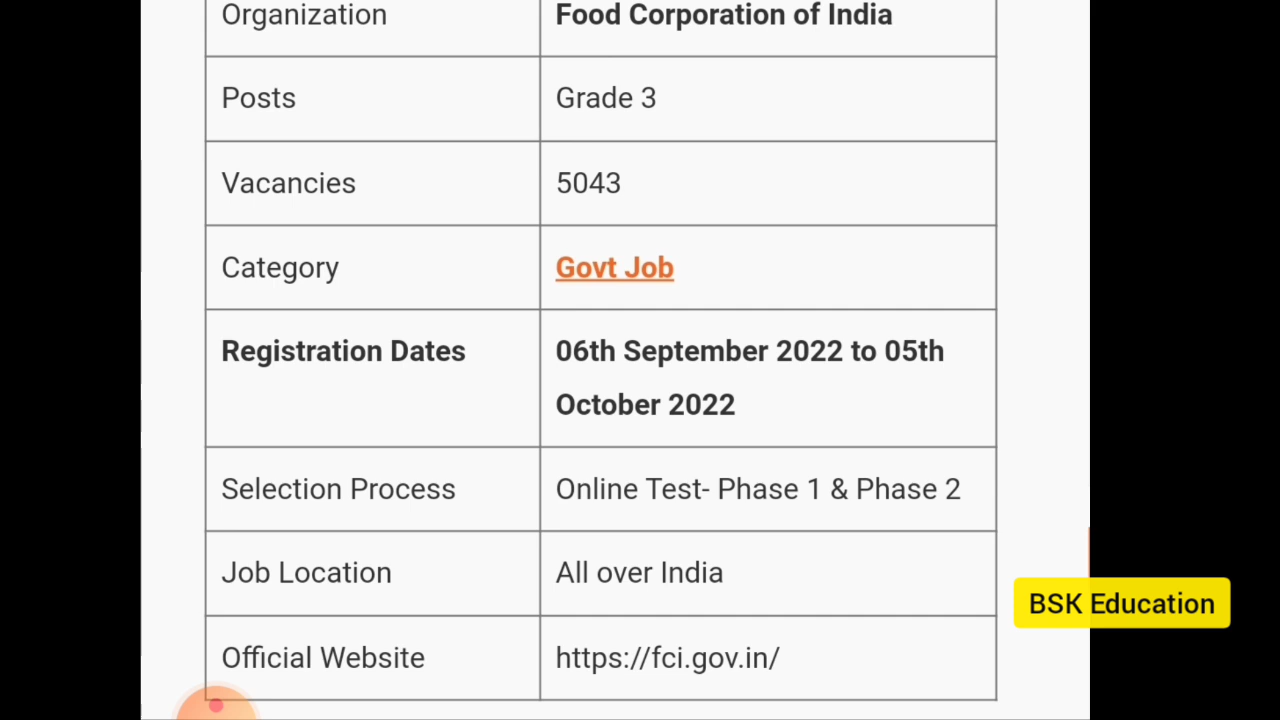 Organization Food Corporation of India
Posts Grade 3
Vacancies 5043
Category Govt Job
Registration Dates 06th September 2022 to 05th
October 2022
Selection Process Online Test- Phase 1 & Phase 2
Job Location All over India
BSK Education
Official Website https://fci.gov.in/